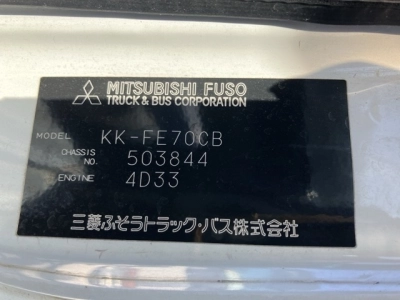 MITSUBISHI FUSO
TRUCK & BUS CORPORATION
MODEL KK-FE70CB
CHASSIS NO. 503844
ENGINE 4D33
三菱ふそうトラック・バス株式会社